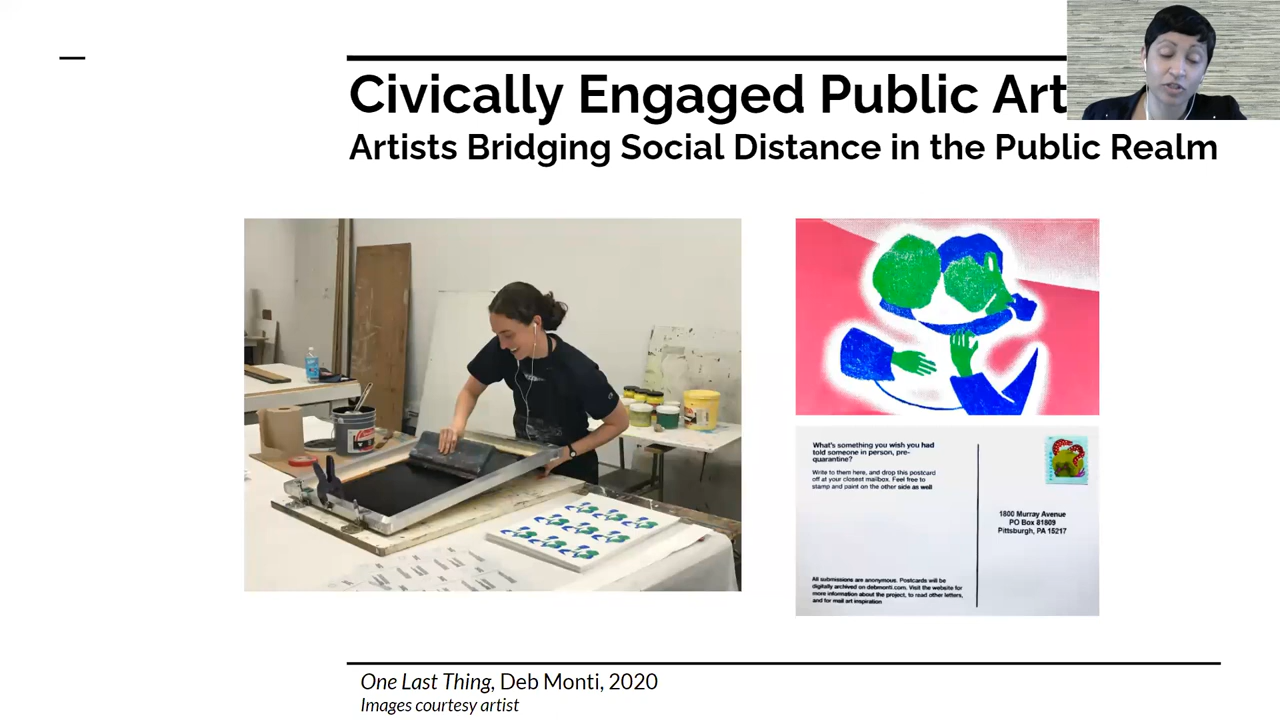 Civically Engaged Public Art
Artists Bridging Social Distance in the Public Realm
What's something you wish you had
told someone in person, pre-
quarantine?
Write to them here, and drop this postcard
off at your closest mailbox. Feel free to
stamp and paint on the other side as well
1800 Murray Avenue
PO Box 81809
Pittsburgh, PA 15217
All submissions are anonymous. Postcards will be
digitally archived on debmonti.com. Visit the website for
more information about the project, to read other letters,
and for mail art inspiration
One Last Thing, Deb Monti, 2020
Images courtesy artist